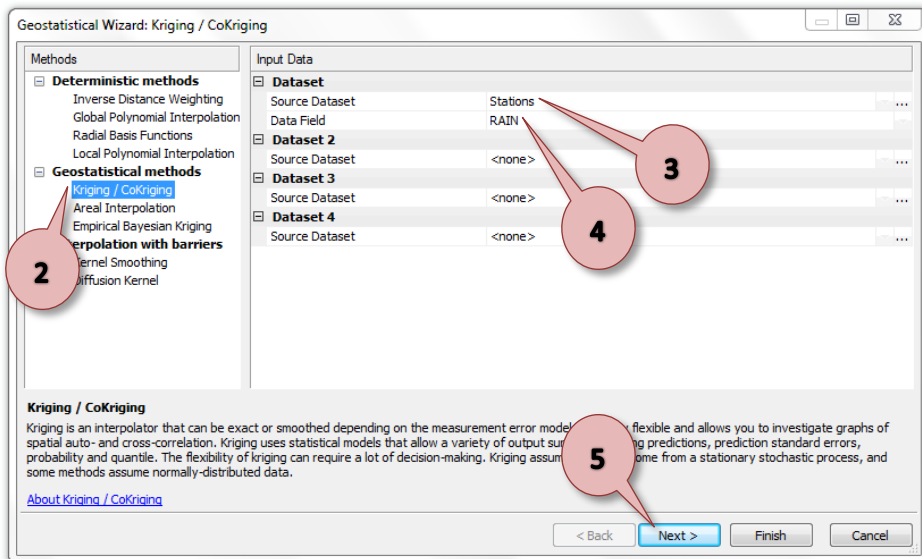 Geostatistical Wizard: Kriging / CoKriging
Methods
Deterministic methods
Inverse Distance Weighting
Global Polynomial Interpolation
Radial Basis Functions
Local Polynomial Interpolation
Geostatistical methods
Kriging / CoKriging
Areal Interpolation
Empirical Bayesian Kriging
erpolation with barriers
Kernel Smoothing
Diffusion Kernel
2
Input Data
Dataset
Source Dataset Stations ...
Data Field RAIN
Dataset 2
Source Dataset <none> ...
Dataset 3
Source Dataset <none> ...
Dataset 4
Source Dataset <none> ...
3
4
Kriging / CoKriging
Kriging is an interpolator that can be exact or smoothed depending on the measurement error model. flexible and allows you to investigate graphs of
spatial auto- and cross-correlation. Kriging uses statistical models that allow a variety of output predictions, prediction standard errors,
probability and quantile. The flexibility of kriging can require a lot of decision-making. Kriging come from a stationary stochastic process, and
some methods assume normally-distributed data.
5
About Kriging / CoKriging
< Back Next > Finish Cancel